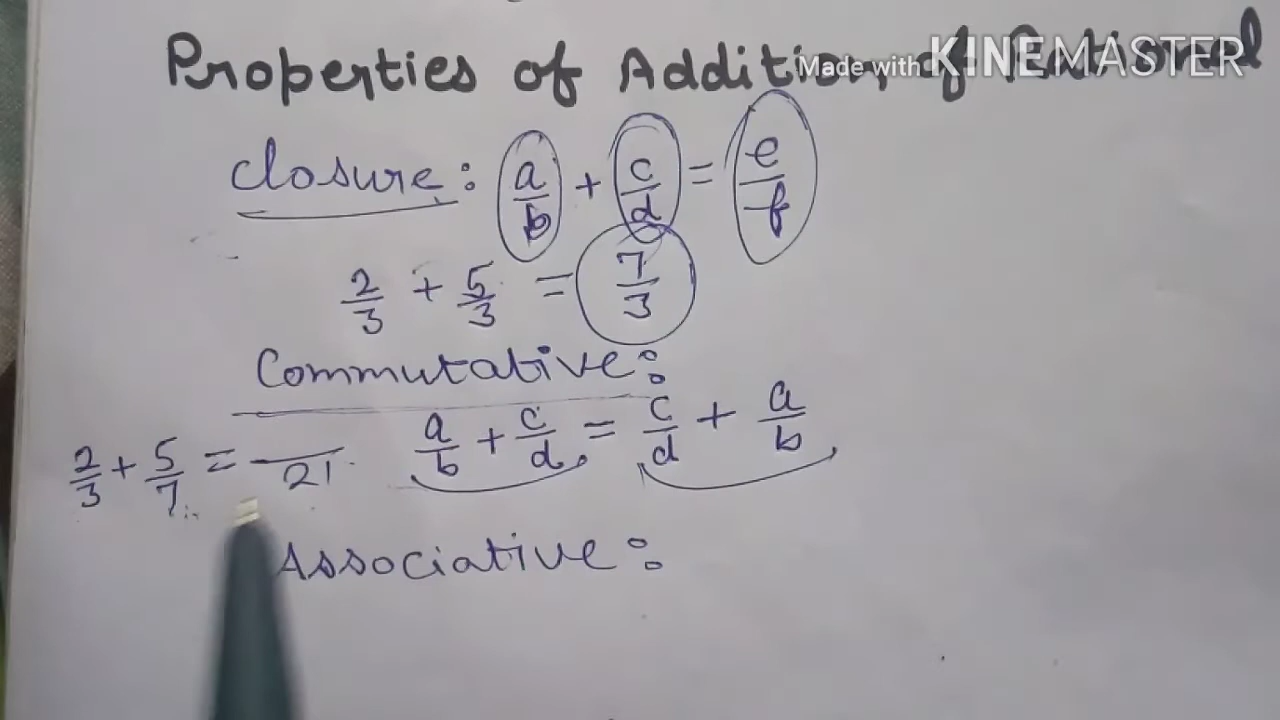 Properties of Addition of Rational
Made with KINEMASTER
Closure: a/b + c/d = e/f
2/3 + 5/3 = 7/3
Commutative:
2/3 + 5/7 = /21 a/b + c/d = c/d + a/b
Associative: